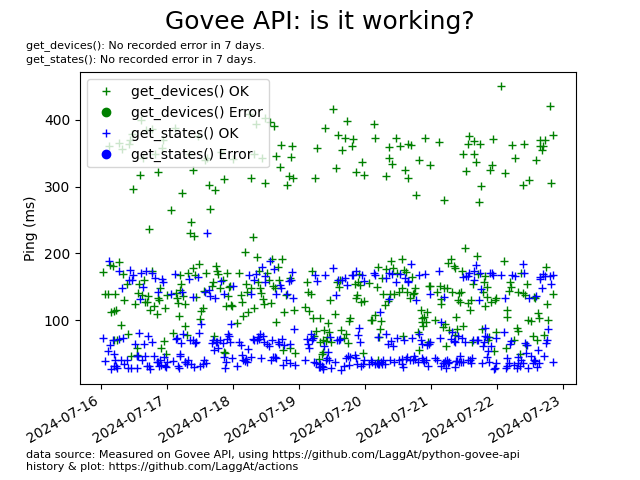 Govee API: is it working?
get_devices(): No recorded error in 7 days.
get_states(): No recorded error in 7 days.
get_devices() OK
get_devices() Error
get_states() OK
get_states() Error
Ping (ms)
400
300
200
100
2024-07-16
2024-07-17
2024-07-18
2024-07-19
2024-07-20
2024-07-21
2024-07-22
2024-07-23
data source: Measured on Govee API, using https://github.com/LaggAt/python-govee-api
history & plot: https://github.com/LaggAt/actions